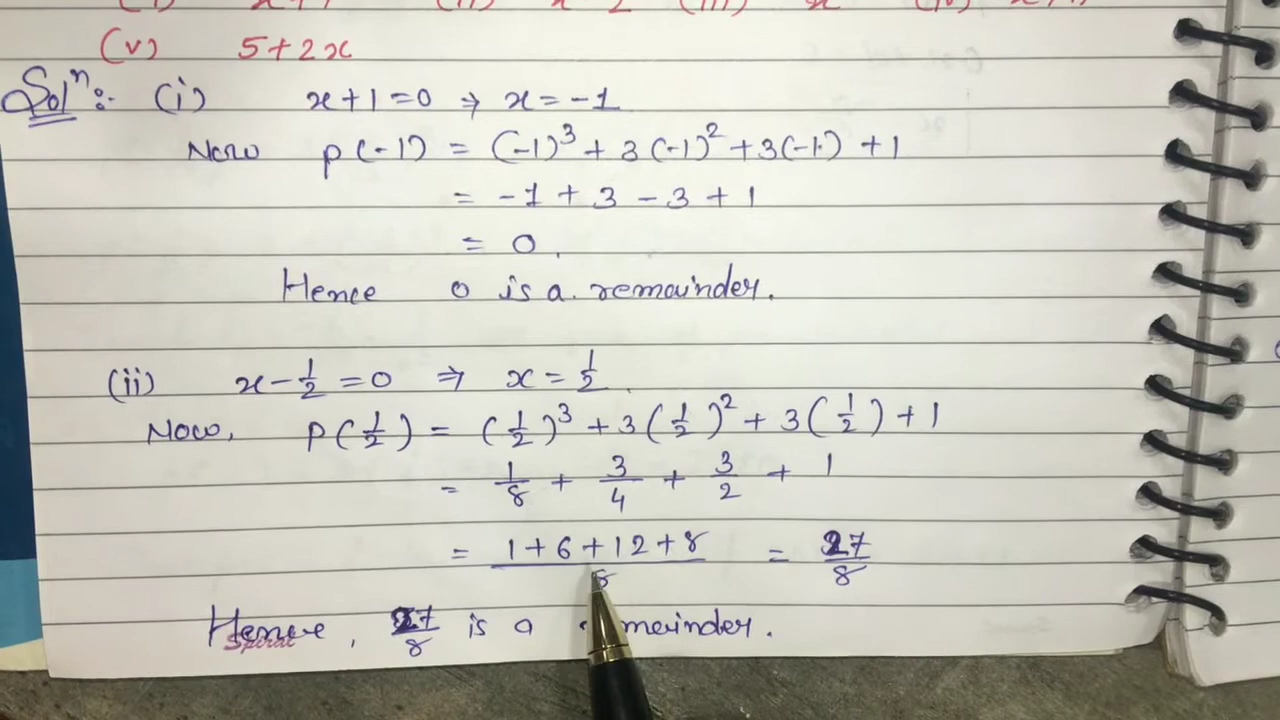 (v) 5+2x
Solⁿ:- (i) x+1=0 ⇒ x=-1
Now p(-1) = (-1)³ + 3(-1)² + 3(-1) + 1
= -1 + 3 - 3 + 1
= 0.
Hence 0 is a remainder.
(ii) x-1/2=0 ⇒ x=1/2
Now, p(1/2) = (1/2)³ + 3(1/2)² + 3(1/2) + 1
= 1/8 + 3/4 + 3/2 + 1
= 1+6+12+8/8 = 27/8
Hence, 27/8 is a remainder.
Spiral